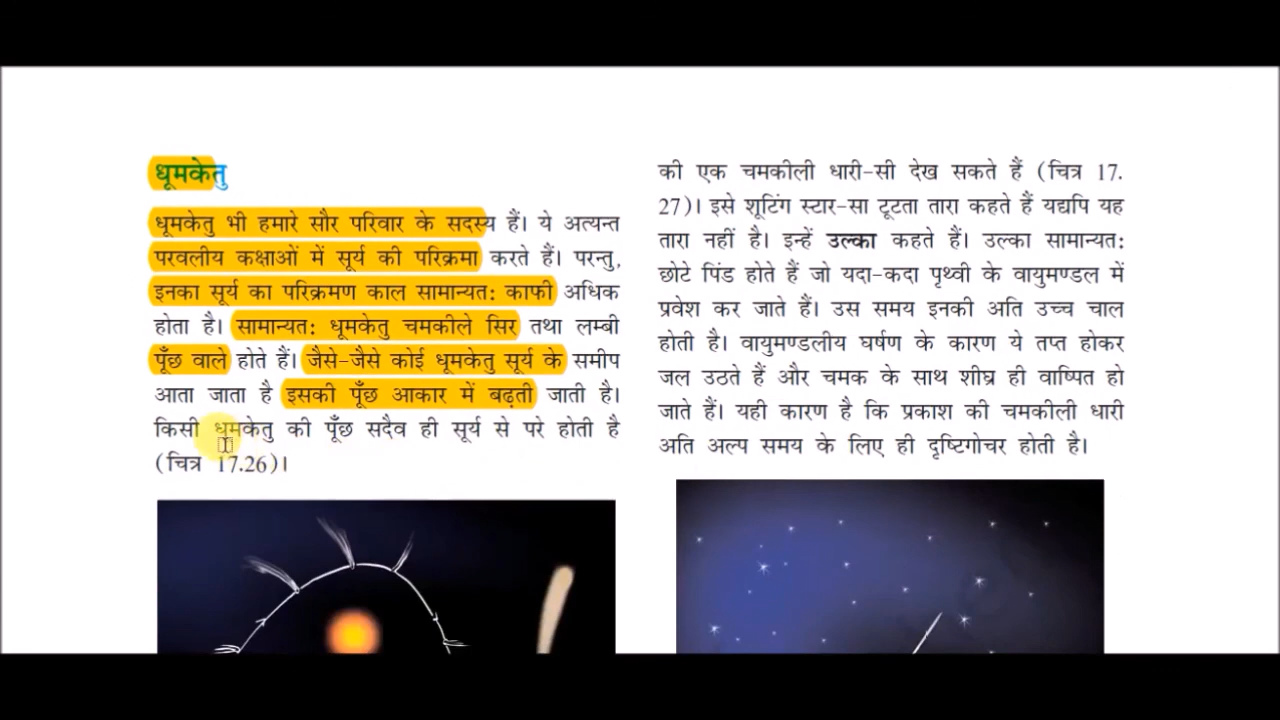 धूमकेतु
धूमकेतु भी हमारे सौर परिवार के सदस्य हैं। ये अत्यन्त
परवलीय कक्षाओं में सूर्य की परिक्रमा करते हैं। परन्तु,
इनका सूर्य का परिक्रमण काल सामान्यत: काफी अधिक
होता है। सामान्यत: धूमकेतु चमकीले सिर तथा लम्बी
पूँछ वाले होते हैं। जैसे-जैसे कोई धूमकेतु सूर्य के समीप
आता जाता है इसकी पूँछ आकार में बढ़ती जाती है।
किसी धूमकेतु की पूँछ सदैव ही सूर्य से परे होती है
(चित्र 17.26)।
की एक चमकीली धारी-सी देख सकते हैं (चित्र 17.
27)। इसे शूटिंग स्टार-सा टूटता तारा कहते हैं यद्यपि यह
तारा नहीं है। इन्हें उल्का कहते हैं। उल्का सामान्यत:
छोटे पिंड होते हैं जो यदा-कदा पृथ्वी के वायुमण्डल में
प्रवेश कर जाते हैं। उस समय इनकी अति उच्च चाल
होती है। वायुमण्डलीय घर्षण के कारण ये तप्त होकर
जल उठते हैं और चमक के साथ शीघ्र ही वाष्पित हो
जाते हैं। यही कारण है कि प्रकाश की चमकीली धारी
अति अल्प समय के लिए ही दृष्टिगोचर होती है।